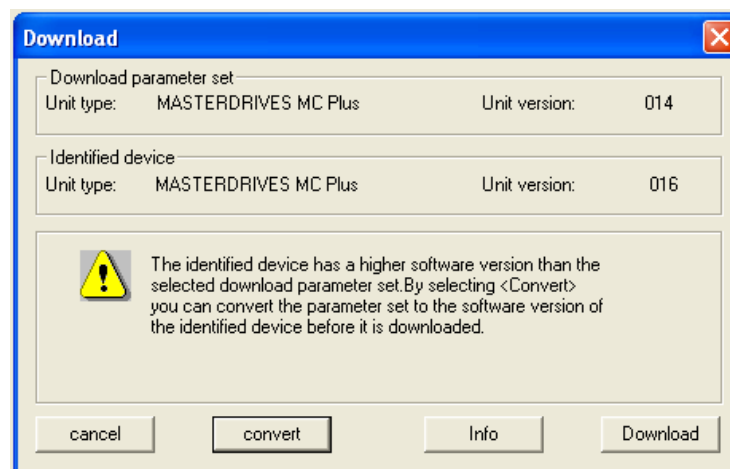 Download
Download parameter set
Unit type: MASTERDRIVES MC Plus Unit version: 014
Identified device
Unit type: MASTERDRIVES MC Plus Unit version: 016
The identified device has a higher software version than the
selected download parameter set.By selecting <Convert>
you can convert the parameter set to the software version of
the identified device before it is downloaded.
cancel convert Info Download